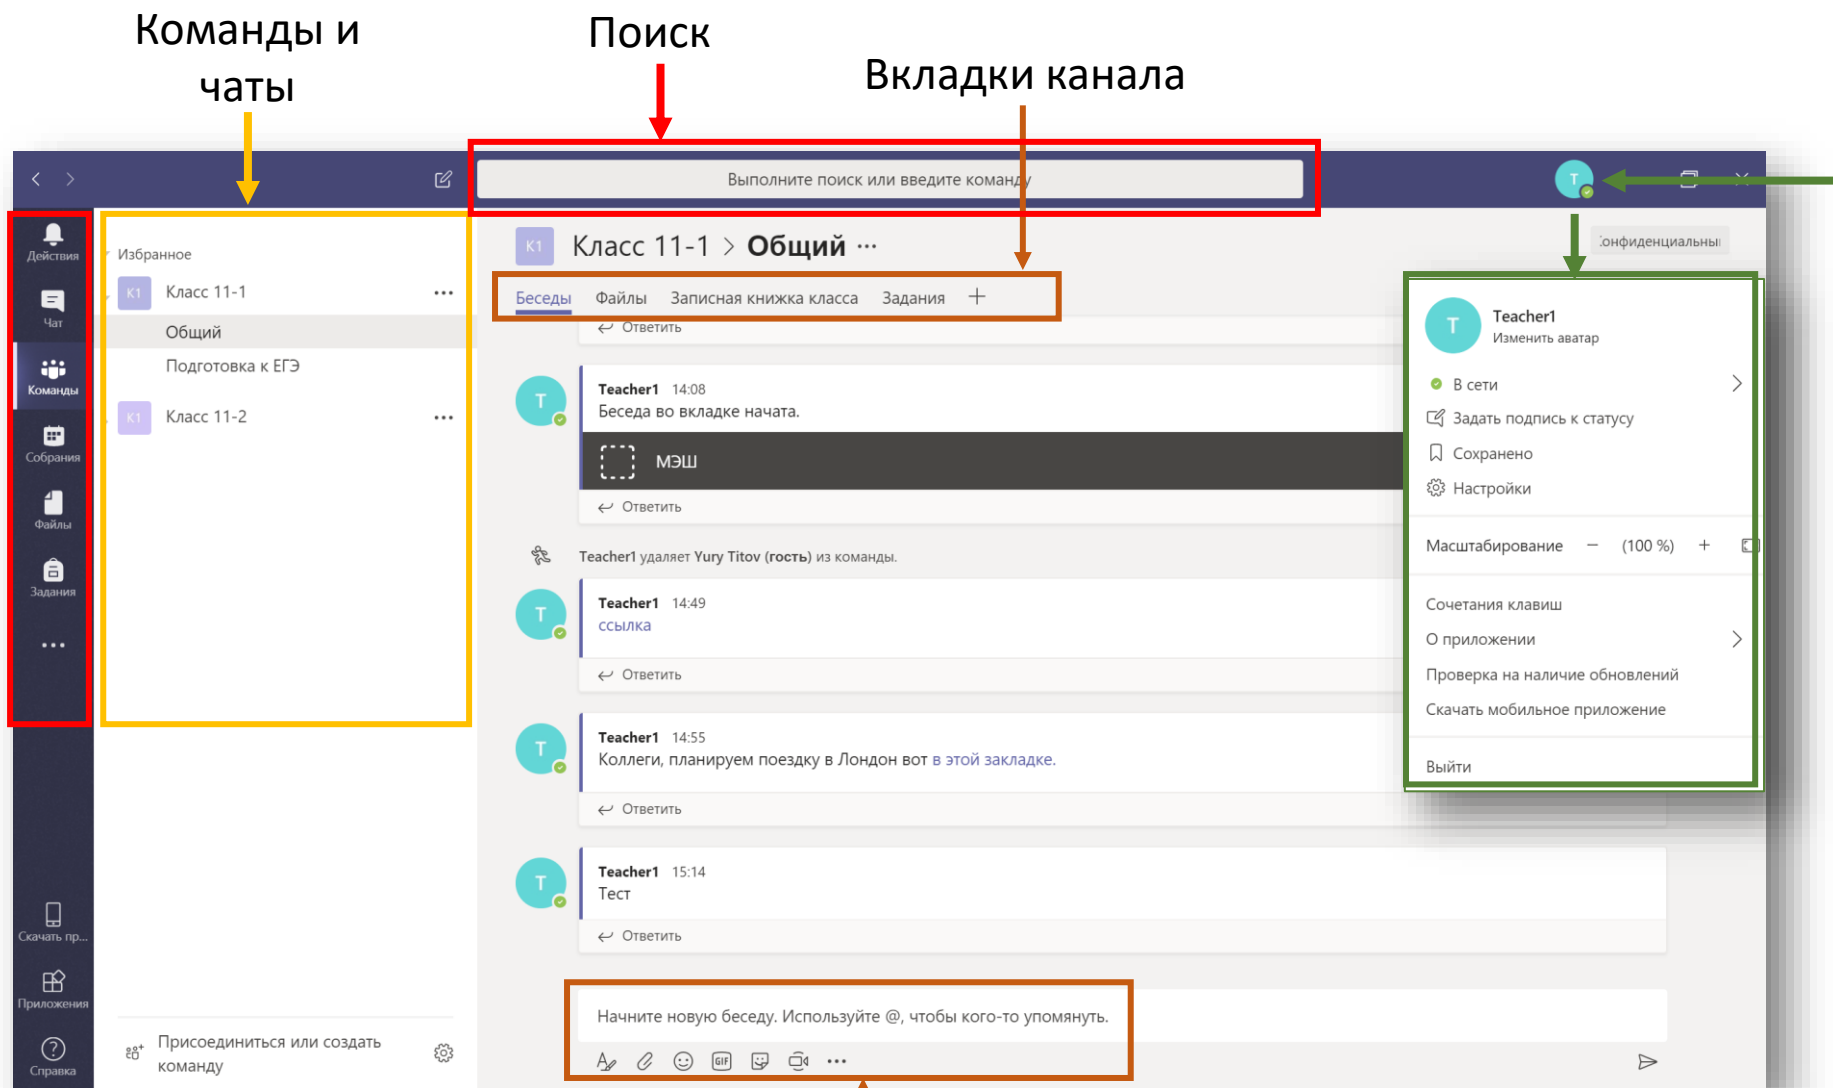 Команды и
чаты
Поиск
Вкладки канала
Выполните поиск или введите команду
T
Действия
Чат
Команды
Собрания
Файлы
Задания
Скачать пр...
Приложения
Справка
Избранное
К1 Класс 11-1 •••
Общий
Подготовка к ЕГЭ
К1 Класс 11-2 •••
Присоединиться или создать
команду
К1 Класс 11-1 > Общий •••
Беседы Файлы Записная книжка класса Задания +
Ответить
T
Teacher1 14:08
Беседа во вкладке начата.
МЭШ
Ответить
Teacher1 удаляет Yury Titov (гость) из команды.
T
Teacher1 14:49
ссылка
Ответить
T
Teacher1 14:55
Коллеги, планируем поездку в Лондон вот в этой закладке.
Ответить
T
Teacher1 15:14
Тест
Ответить
Начните новую беседу. Используйте @, чтобы кого-то упомянуть.
GIF
T
Teacher1
Изменить аватар
В сети
Задать подпись к статусу
Сохранено
Настройки
Масштабирование − (100 %) +
Сочетания клавиш
О приложении
Проверка на наличие обновлений
Скачать мобильное приложение
Выйти